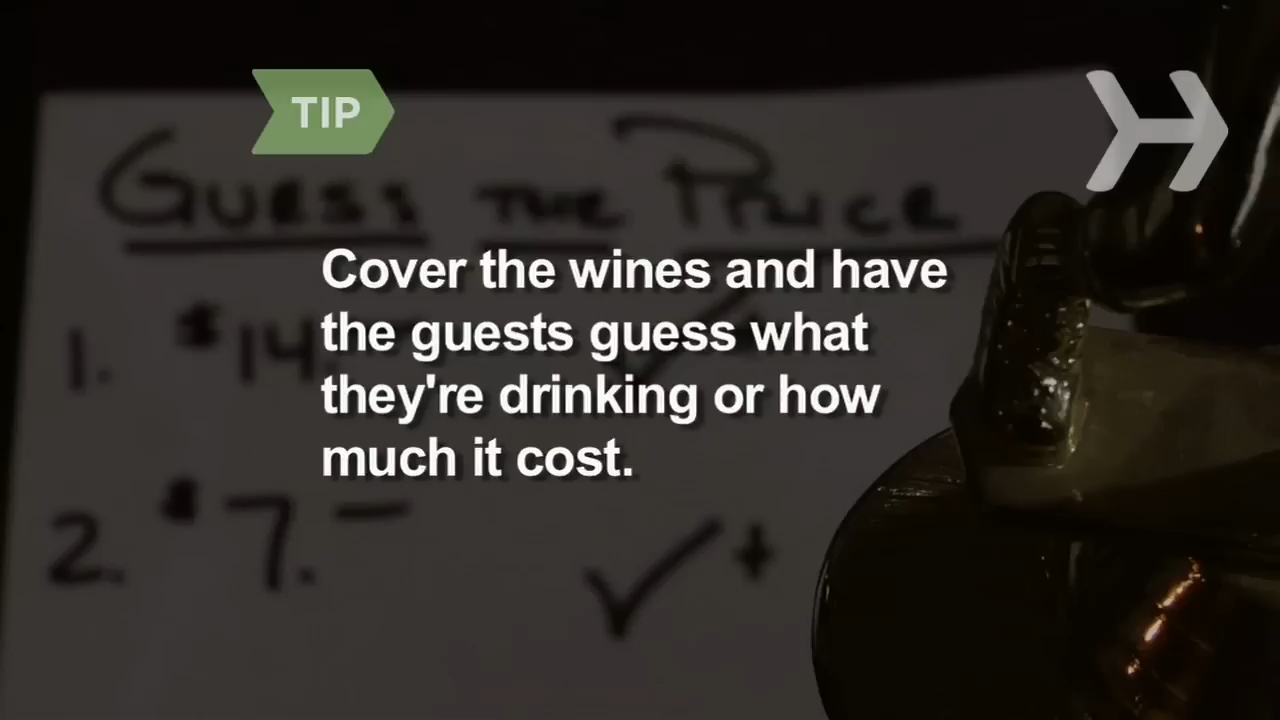 TIP
GUESS THE PRICE
Cover the wines and have
the guests guess what
they're drinking or how
much it cost.
1. $14
2. $7.–